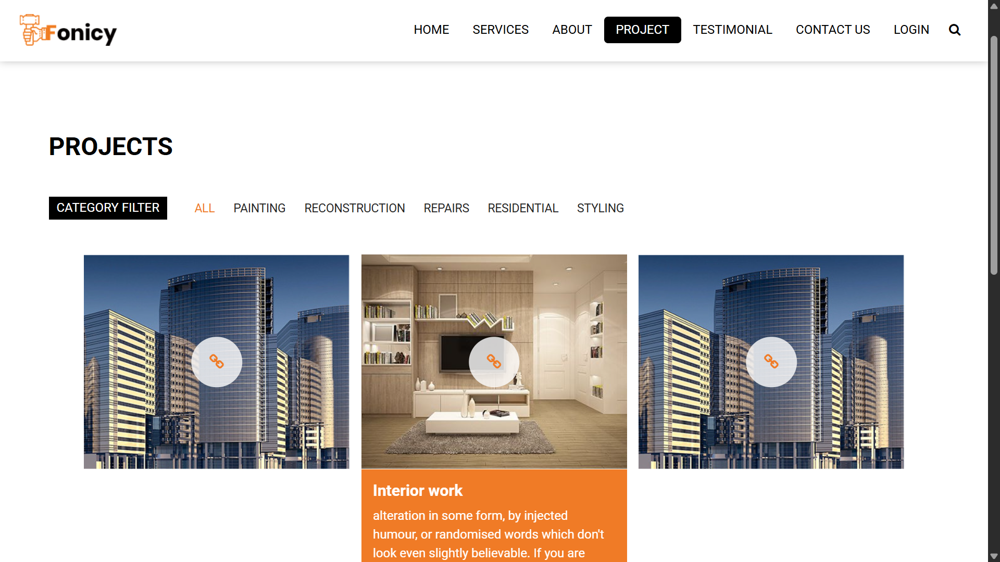 Fonicy
HOME SERVICES ABOUT PROJECT TESTIMONIAL CONTACT US LOGIN
PROJECTS
CATEGORY FILTER ALL PAINTING RECONSTRUCTION REPAIRS RESIDENTIAL STYLING
Interior work
alteration in some form, by injected
humour, or randomised words which don't
look even slightly believable. If you are